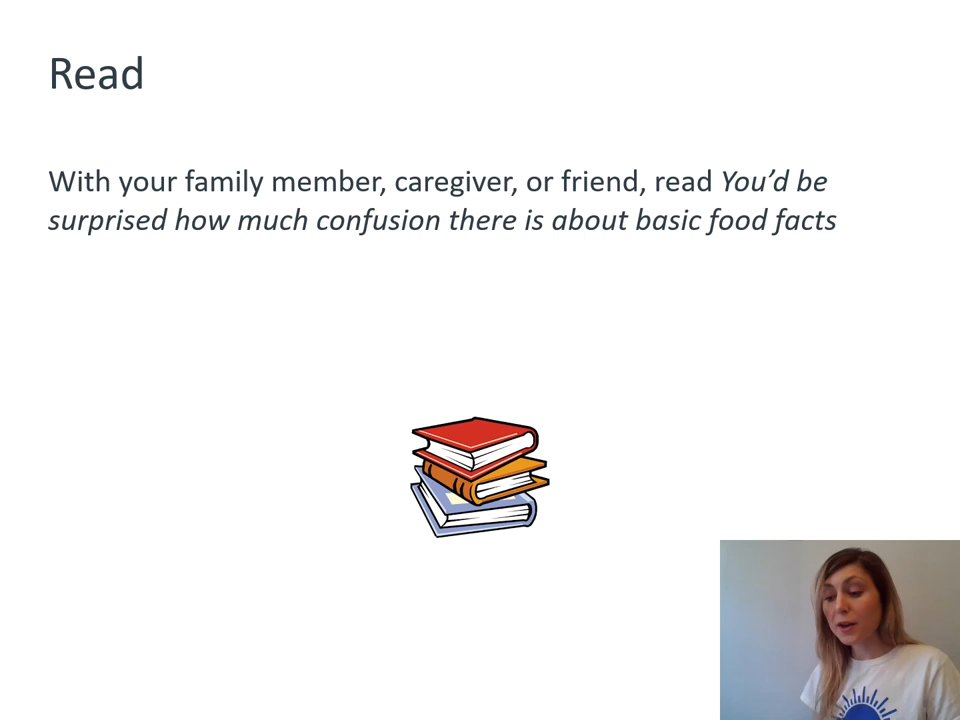 Read
With your family member, caregiver, or friend, read You’d be
surprised how much confusion there is about basic food facts